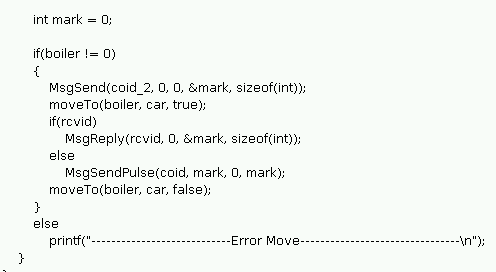 int mark = 0;
if(boiler != 0)
{
MsgSend(coid_2, 0, 0, &mark, sizeof(int));
moveTo(boiler, car, true);
if(rcvid)
MsgReply(rcvid, 0, &mark, sizeof(int));
else
MsgSendPulse(coid, mark, 0, mark);
moveTo(boiler, car, false);
}
else
printf("----------------------------Error Move--------------------------------\n");
}